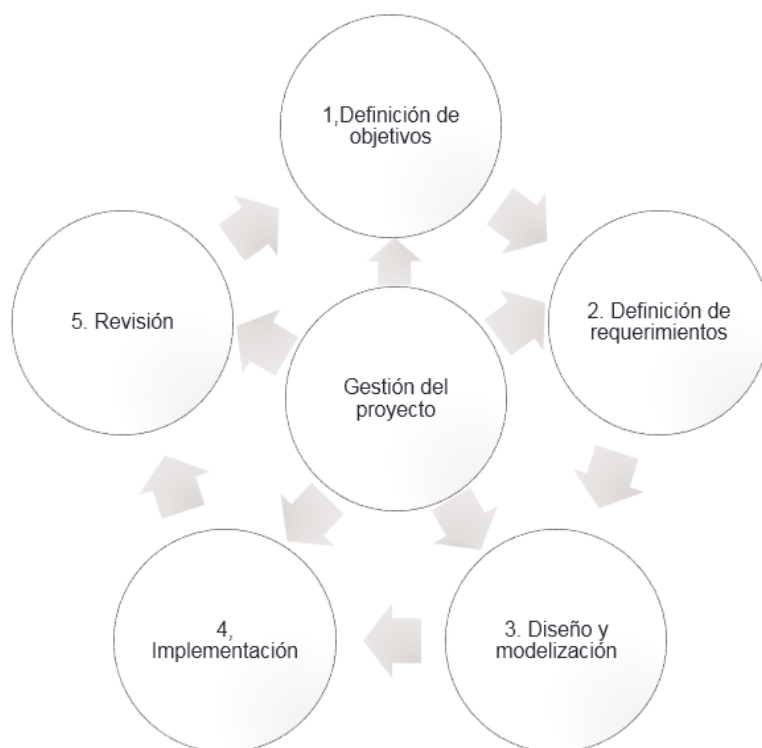 1,Definición de
objetivos
2. Definición de
requerimientos
5. Revisión
Gestión del
proyecto
3. Diseño y
modelización
4,
Implementación